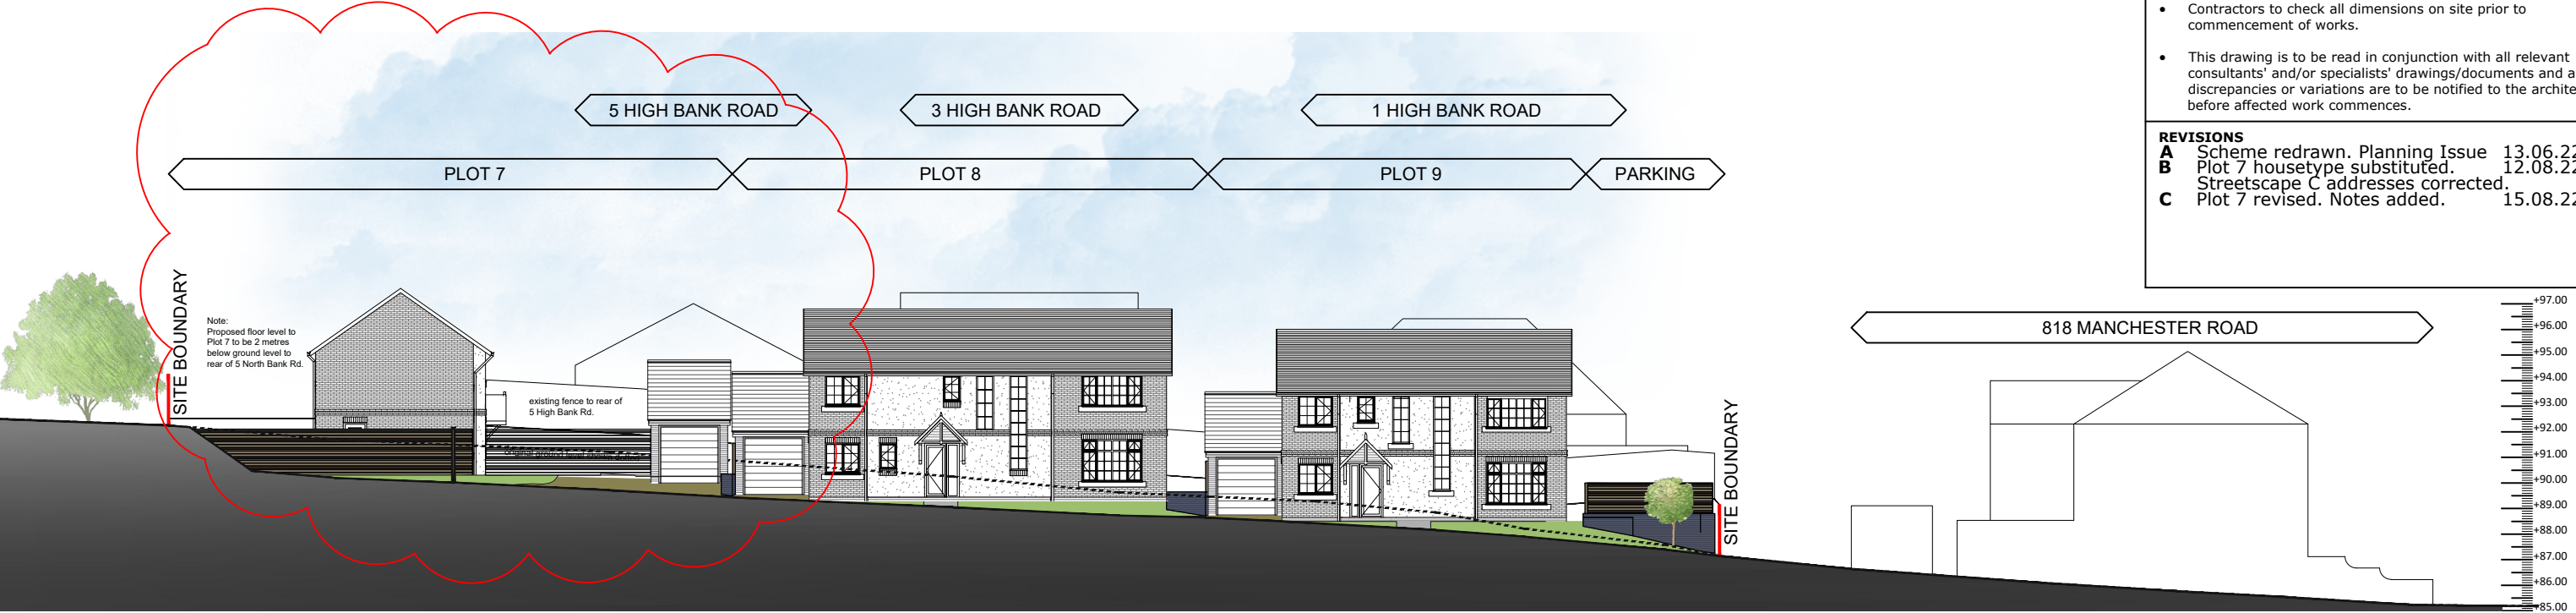 • Contractors to check all dimensions on site prior to
commencement of works.
• This drawing is to be read in conjunction with all relevant
consultants' and/or specialists' drawings/documents and a
discrepancies or variations are to be notified to the archite
before affected work commences.
REVISIONS
A Scheme redrawn. Planning Issue 13.06.22
B Plot 7 housetype substituted. 12.08.22
Streetscape C addresses corrected.
C Plot 7 revised. Notes added. 15.08.22
5 HIGH BANK ROAD
3 HIGH BANK ROAD
1 HIGH BANK ROAD
PLOT 7
PLOT 8
PLOT 9
PARKING
SITE BOUNDARY
Note:
Proposed floor level to
Plot 7 to be 2 metres
below ground level to
rear of 5 North Bank Rd.
existing fence to rear of
5 High Bank Rd.
SITE BOUNDARY
818 MANCHESTER ROAD
+97.00
+96.00
+95.00
+94.00
+93.00
+92.00
+91.00
+90.00
+89.00
+88.00
+87.00
+86.00
+85.00